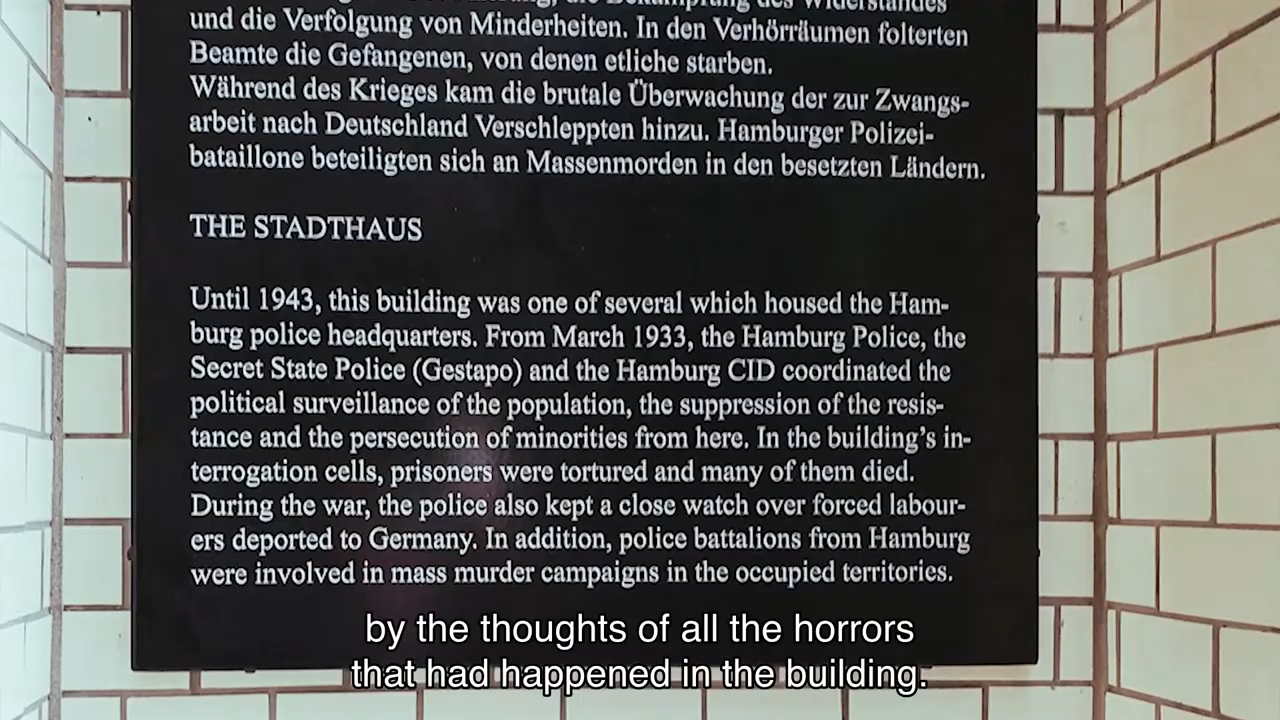 und die Verfolgung von Minderheiten. In den Verhörräumen folterten
Beamte die Gefangenen, von denen etliche starben.
Während des Krieges kam die brutale Überwachung der zur Zwangs-
arbeit nach Deutschland Verschleppten hinzu. Hamburger Polizei-
bataillone beteiligten sich an Massenmorden in den besetzten Ländern.
THE STADTHAUS
Until 1943, this building was one of several which housed the Ham-
burg police headquarters. From March 1933, the Hamburg Police, the
Secret State Police (Gestapo) and the Hamburg CID coordinated the
political surveillance of the population, the suppression of the resis-
tance and the persecution of minorities from here. In the building's in-
terrogation cells, prisoners were tortured and many of them died.
During the war, the police also kept a close watch over forced labour-
ers deported to Germany. In addition, police battalions from Hamburg
were involved in mass murder campaigns in the occupied territories.
by the thoughts of all the horrors
that had happened in the building.